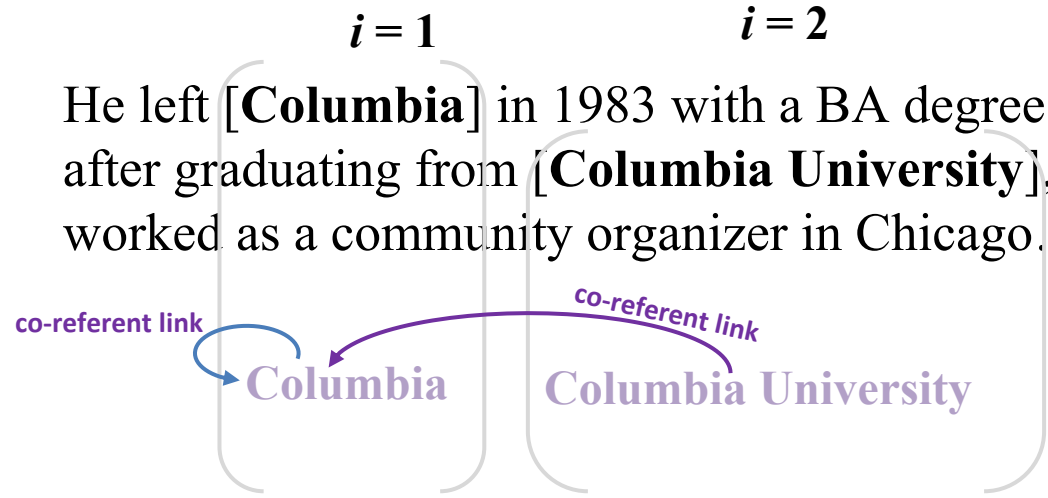 i = 1
i = 2
He left [Columbia] in 1983 with a BA degree
after graduating from [Columbia University],
worked as a community organizer in Chicago.
co-referent link
co-referent link
Columbia
Columbia University